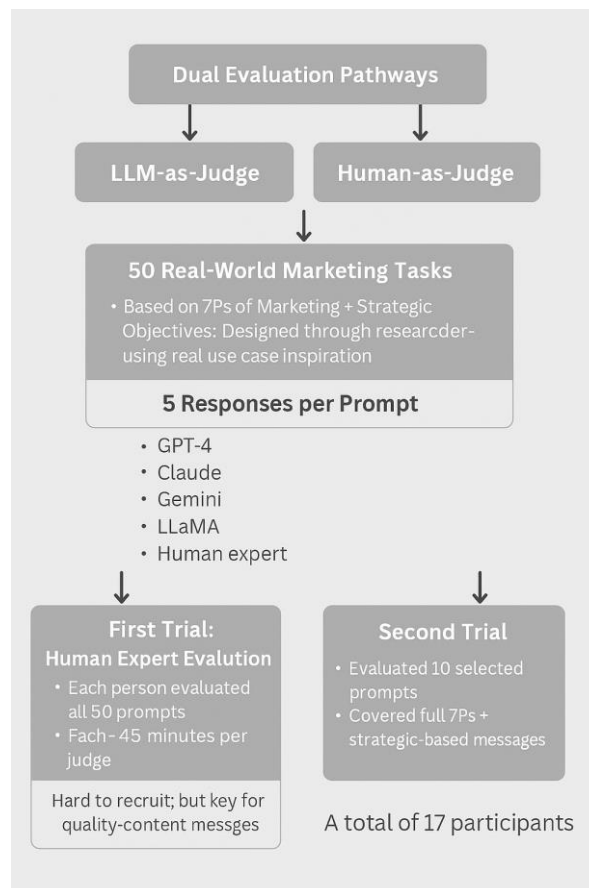 Dual Evaluation Pathways
LLM-as-Judge
Human-as-Judge
50 Real-World Marketing Tasks
• Based on 7Ps of Marketing + Strategic
Objectives: Designed through researcder-
using real use case inspiration
5 Responses per Prompt
• GPT-4
• Claude
• Gemini
• LLaMA
• Human expert
First Trial:
Human Expert Evalution
• Each person evaluated
all 50 prompts
• Fach- 45 minutes per
judge
Hard to recruit; but key for
quality-content messges
Second Trial
• Evaluated 10 selected
prompts
• Covered full 7Ps +
strategic-based messages
A total of 17 participants